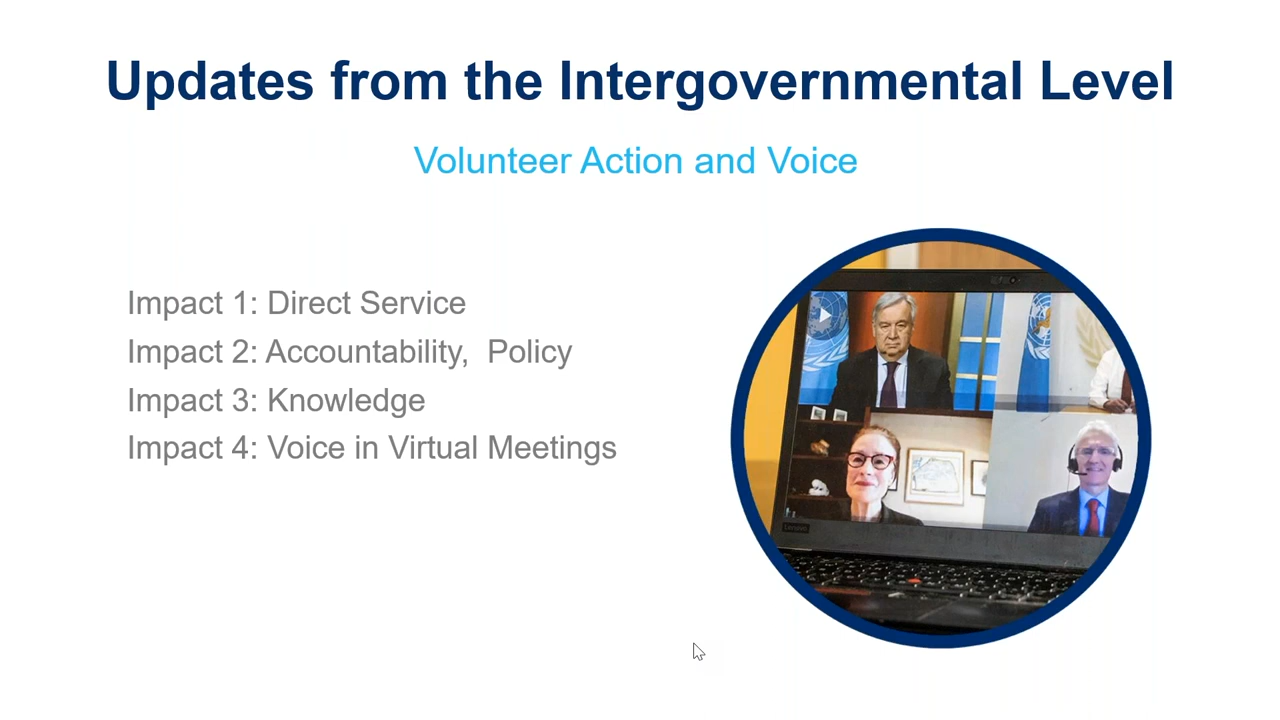 Updates from the Intergovernmental Level
Volunteer Action and Voice
Impact 1: Direct Service
Impact 2: Accountability,  Policy
Impact 3: Knowledge
Impact 4: Voice in Virtual Meetings
Lenovo